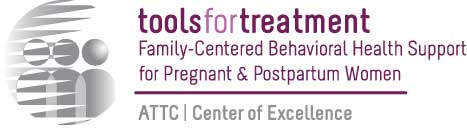 toolsfortreatment
Family-Centered Behavioral Health Support
for Pregnant & Postpartum Women
ATTC | Center of Excellence